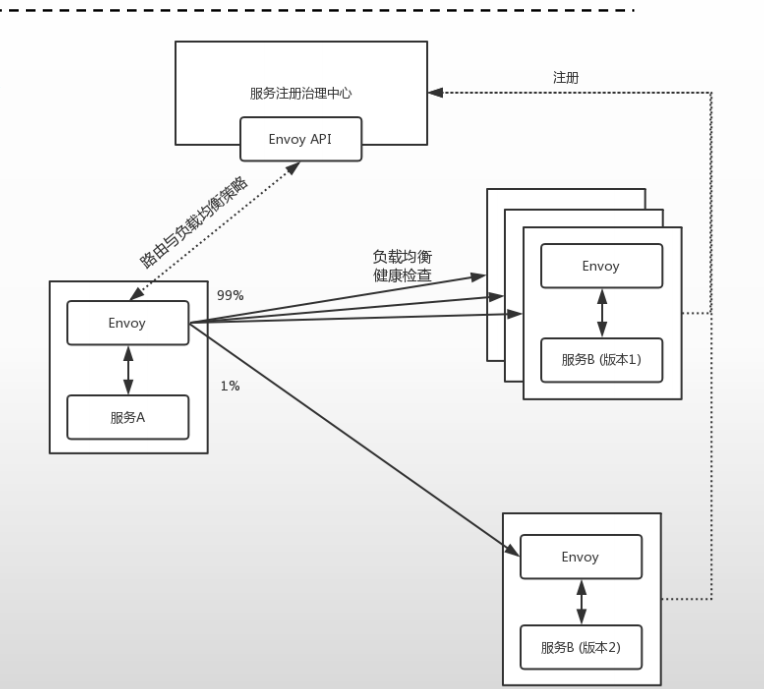 注册
服务注册治理中心
Envoy API
路由与负载均衡策略
负载均衡
健康检查
Envoy
99%
Envoy
服务B (版本1)
1%
服务A
Envoy
服务B (版本2)